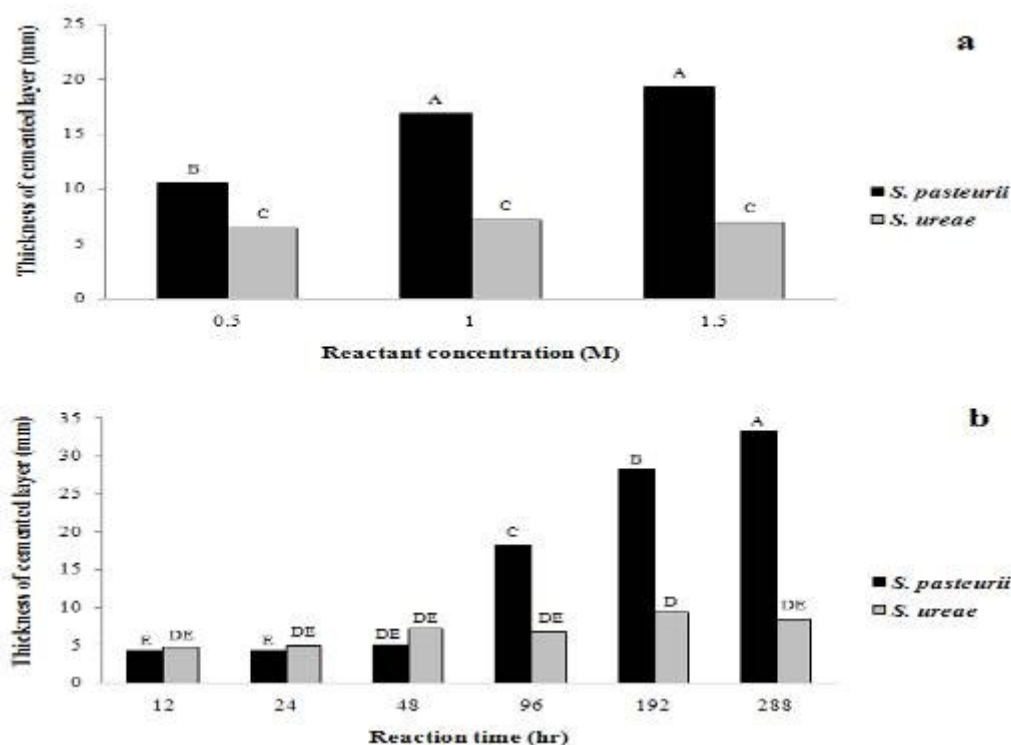 a
Thickness of cemented layer (mm)
25
20
15
10
5
0
B
C
A
C
A
C
0.5
1
1.5
Reactant concentration (M)
S. pasteurii
S. ureae
b
Thickness of cemented layer (mm)
35
30
25
20
15
10
5
0
E
DE
E
DE
DE
DE
C
DE
B
D
A
DE
12
24
48
96
192
288
Reaction time (hr)
S. pasteurii
S. ureae